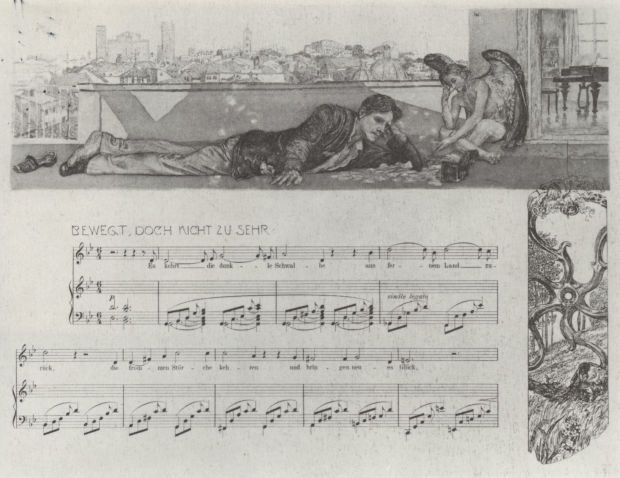 BEWEGT, DOCH NICHT ZU SEHR
Es kehrt die dunk - le Schwal - be aus fer - nem Land zu -
simile legato
rück, die from - men Stör - che keh - ren und brin - gen neu - es Glück,